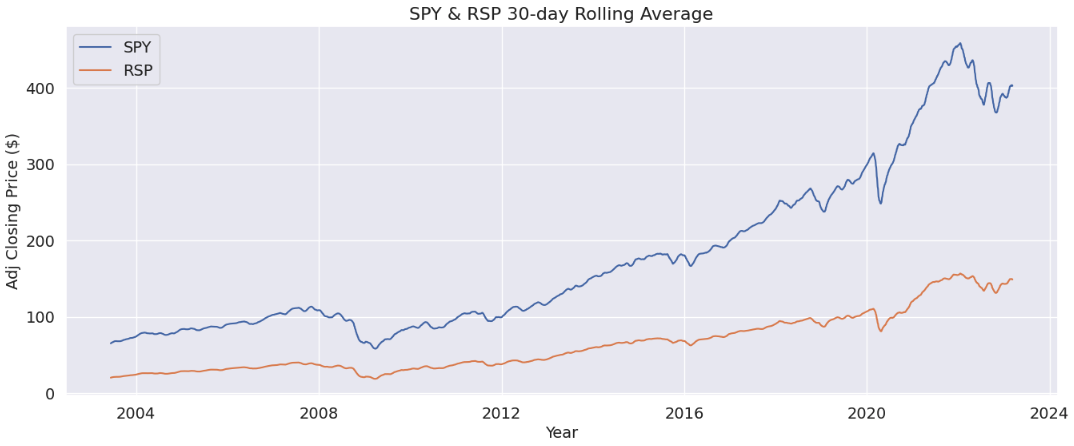 SPY & RSP 30-day Rolling Average
SPY
RSP
Adj Closing Price ($)
400
300
200
100
0
2004 2008 2012 2016 2020 2024
Year